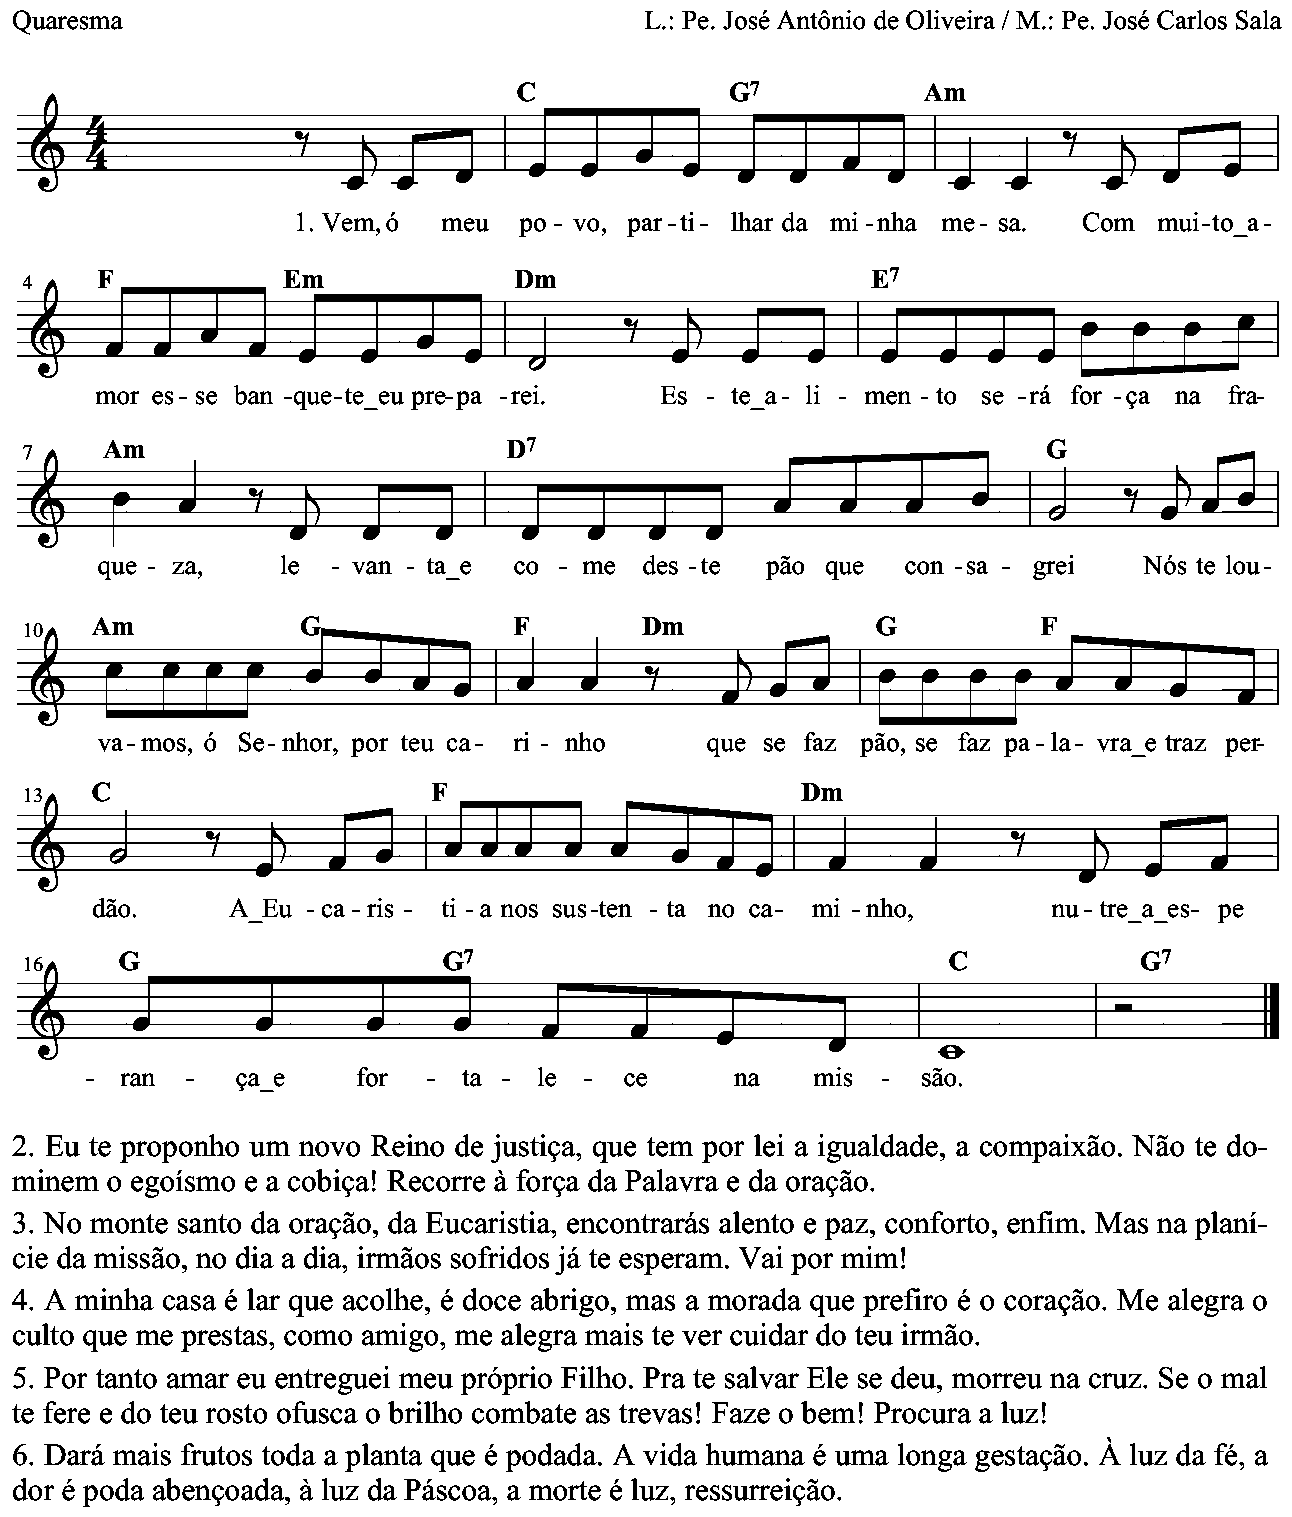 Quaresma L.: Pe. José Antônio de Oliveira / M.: Pe. José Carlos Sala
C G7 Am
4 4
1. Vem, ó meu po - vo, par - ti - lhar da mi - nha me - sa. Com mui - to_a -
4 F Em Dm E7
mor es - se ban - que - te_eu pre - pa - rei. Es - te_a - li - men - to se - rá for - ça na fra-
7 Am D7 G
que - za, le - van - ta_e co - me des - te pão que con - sa - grei Nós te lou -
10 Am G F Dm G F
va - mos, ó Se - nhor, por teu ca - ri - nho que se faz pão, se faz pa - la - vra_e traz per-
13 C F Dm
dão. A_Eu - ca - ris - ti - a nos sus - ten - ta no ca - mi - nho, nu - tre_a_es- pe
16 G G7 C G7
- ran - ça_e for - ta - le - ce na mis - são.
2. Eu te proponho um novo Reino de justiça, que tem por lei a igualdade, a compaixão. Não te do-
minem o egoísmo e a cobiça! Recorre à força da Palavra e da oração.
3. No monte santo da oração, da Eucaristia, encontrarás alento e paz, conforto, enfim. Mas na planí-
cie da missão, no dia a dia, irmãos sofridos já te esperam. Vai por mim!
4. A minha casa é lar que acolhe, é doce abrigo, mas a morada que prefiro é o coração. Me alegra o
culto que me prestas, como amigo, me alegra mais te ver cuidar do teu irmão.
5. Por tanto amar eu entreguei meu próprio Filho. Pra te salvar Ele se deu, morreu na cruz. Se o mal
te fere e do teu rosto ofusca o brilho combate as trevas! Faze o bem! Procura a luz!
6. Dará mais frutos toda a planta que é podada. A vida humana é uma longa gestação. À luz da fé, a
dor é poda abençoada, à luz da Páscoa, a morte é luz, ressurreição.